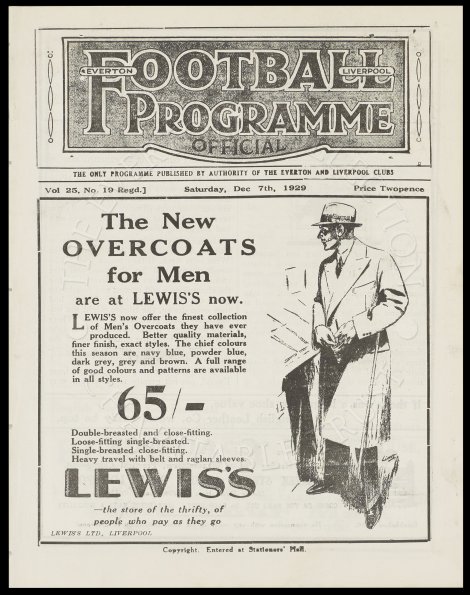 EVERTON
LIVERPOOL
FOOTBALL
PROGRAMME
OFFICIAL
THE ONLY PROGRAMME PUBLISHED BY AUTHORITY OF THE EVERTON AND LIVERPOOL CLUBS
Vol 25, No. 19 Regd.] Saturday, Dec 7th, 1929 Price Twopence
The New
OVERCOATS
for Men
are at LEWIS'S now.
LEWIS'S now offer the finest collection
of Men's Overcoats they have ever
produced. Better quality materials,
finer finish, exact styles. The chief colours
this season are navy blue, powder blue,
dark grey, grey and brown. A full range
of good colours and patterns are available
in all styles.
65/-
Double-breasted and close-fitting.
Loose-fitting single-breasted.
Single-breasted close-fitting.
Heavy travel with belt and raglan sleeves
LEWIS'S
—the store of the thrifty, of
people who pay as they go
LEWIS'S LTD, LIVERPOOL
Copyright. Entered at Stationers' Hall.